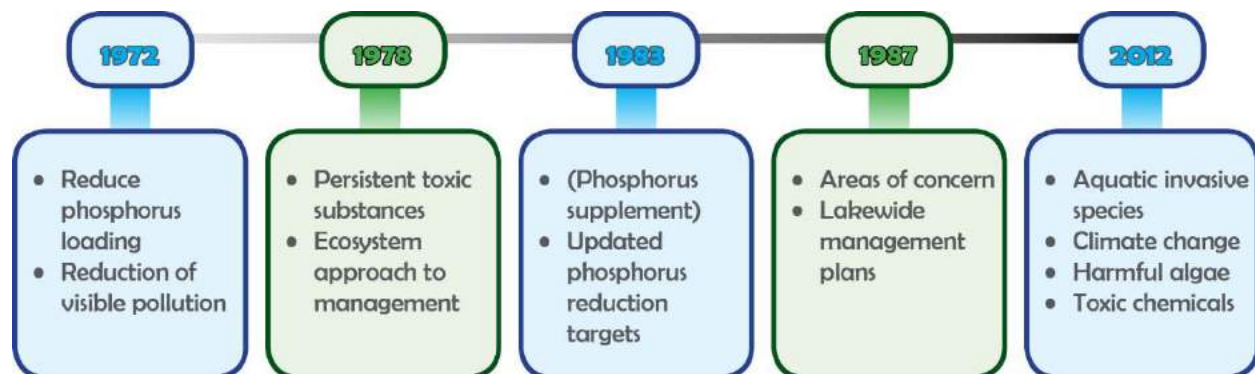 1972
1978
1983
1987
2012
• Reduce
phosphorus
loading
• Reduction of
visible pollution
• Persistent toxic
substances
• Ecosystem
approach to
management
• (Phosphorus
supplement)
• Updated
phosphorus
reduction
targets
• Areas of concern
• Lakewide
management
plans
• Aquatic invasive
species
• Climate change
• Harmful algae
• Toxic chemicals